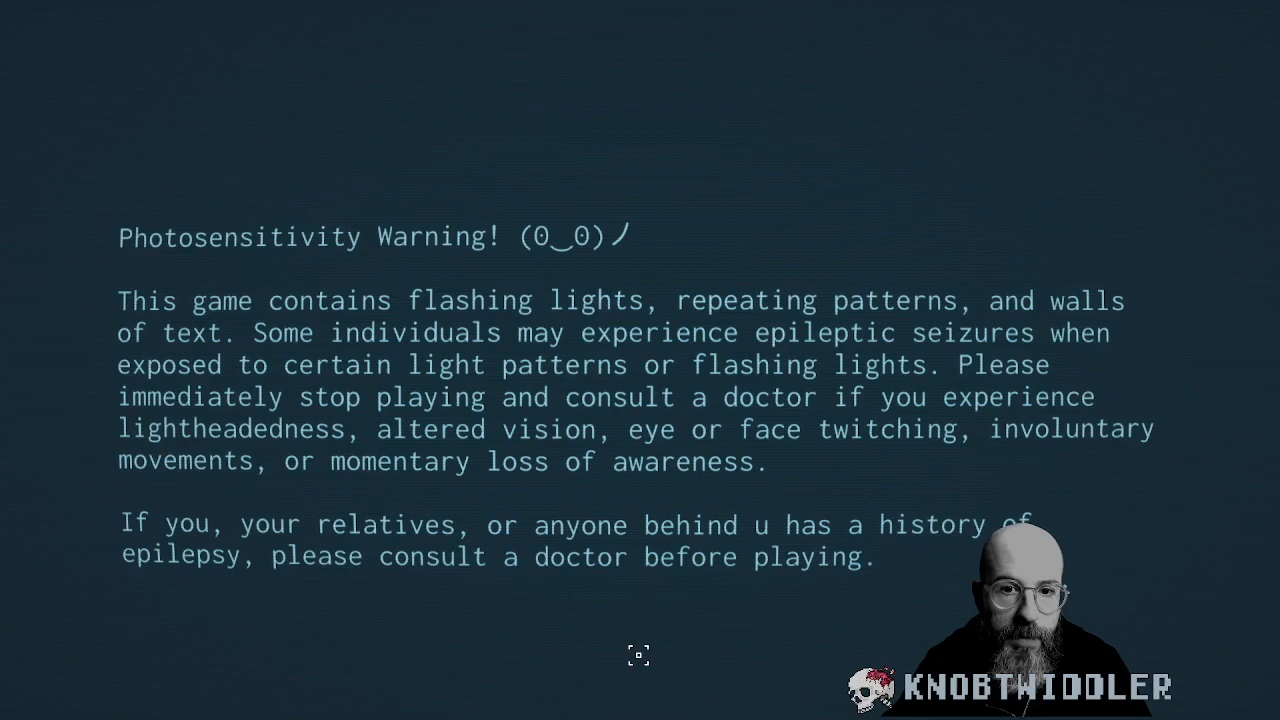 Photosensitivity Warning! (0‿0)ノ
This game contains flashing lights, repeating patterns, and walls
of text. Some individuals may experience epileptic seizures when
exposed to certain light patterns or flashing lights. Please
immediately stop playing and consult a doctor if you experience
lightheadedness, altered vision, eye or face twitching, involuntary
movements, or momentary loss of awareness.
If you, your relatives, or anyone behind u has a history of
epilepsy, please consult a doctor before playing.
KNOBTWIDDLER